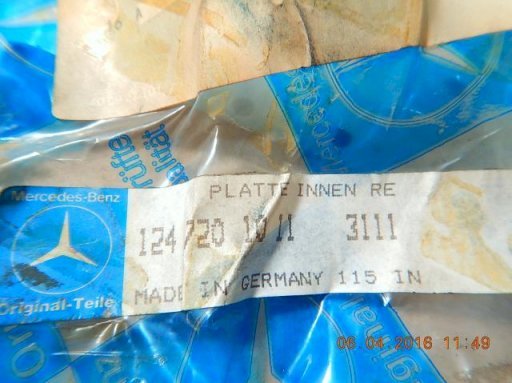 Mercedes-Benz
PLATTE INNEN RE
124 720 10 11 3111
MADE IN GERMANY 115 IN
Original-Teile
06.04.2016 11:49